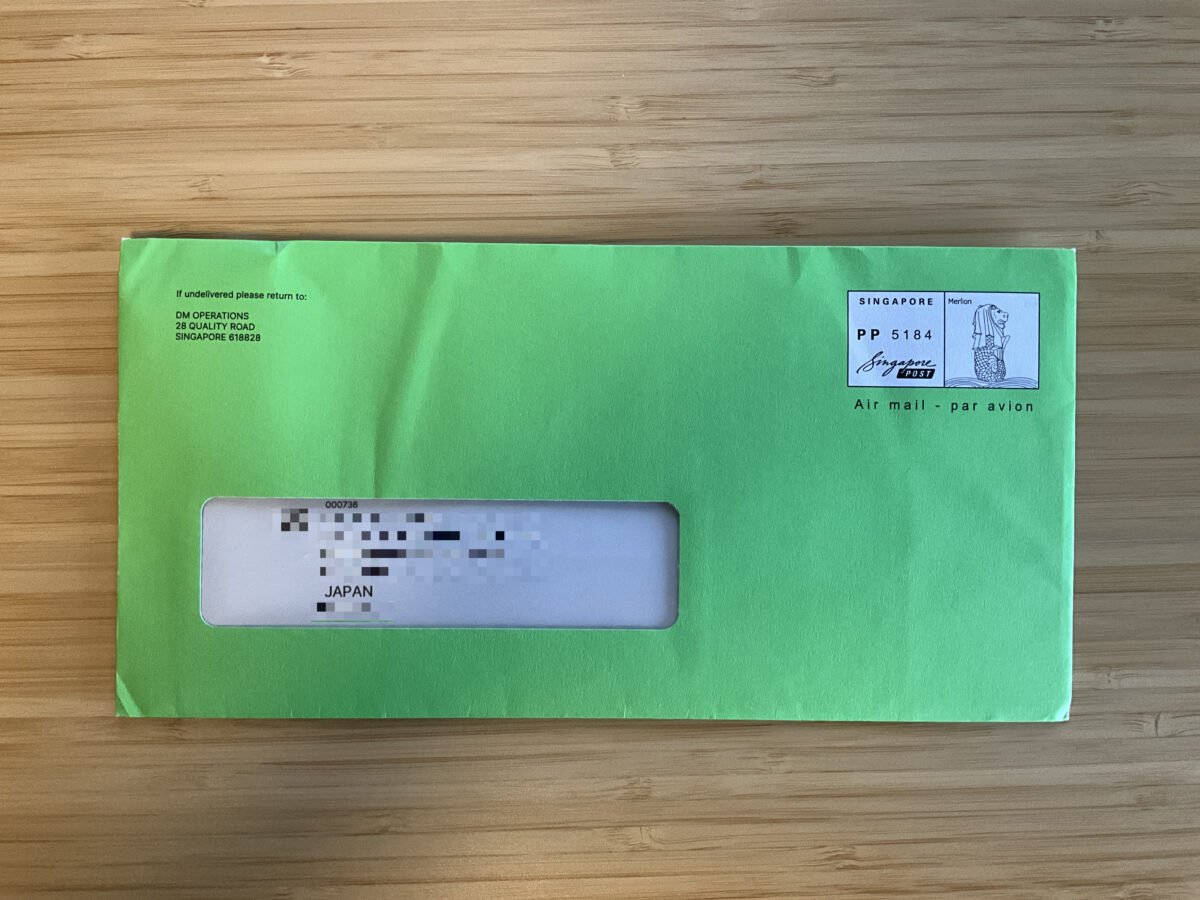 If undelivered please return to:
DM OPERATIONS
28 QUALITY ROAD
SINGAPORE 618828
SINGAPORE
PP 5184
Singapore
POST
Merlion
Air mail - par avion
000736
JAPAN